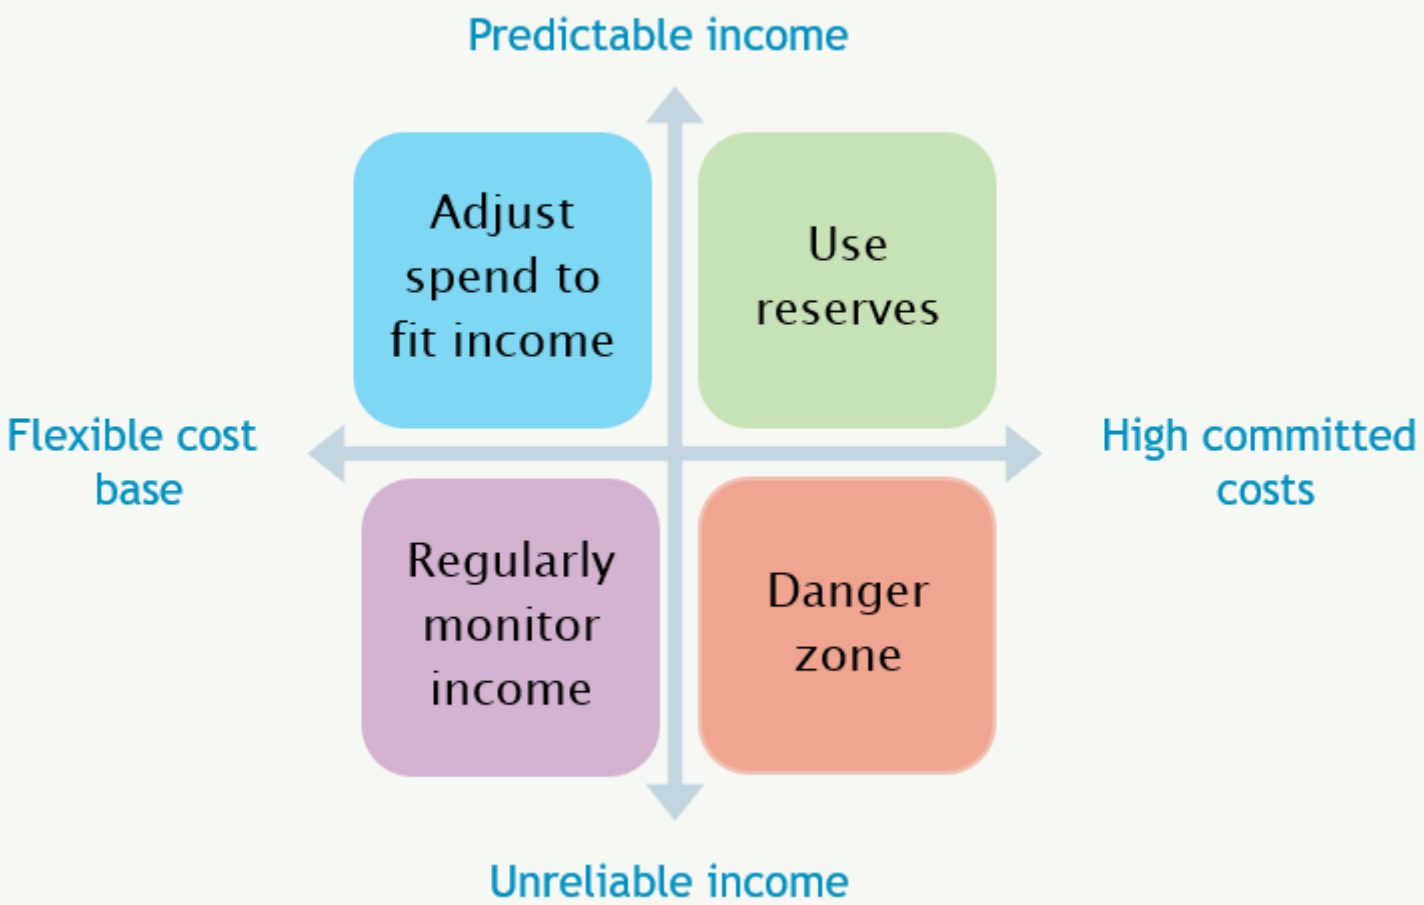 Predictable income
Adjust
spend to
fit income
Use
reserves
Flexible cost
base
High committed
costs
Regularly
monitor
income
Danger
zone
Unreliable income